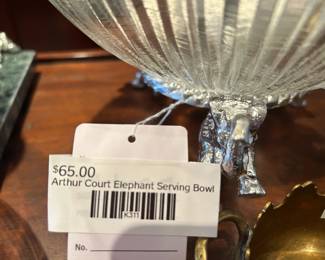 $65.00
Arthur Court Elephant Serving Bowl
K311
No.